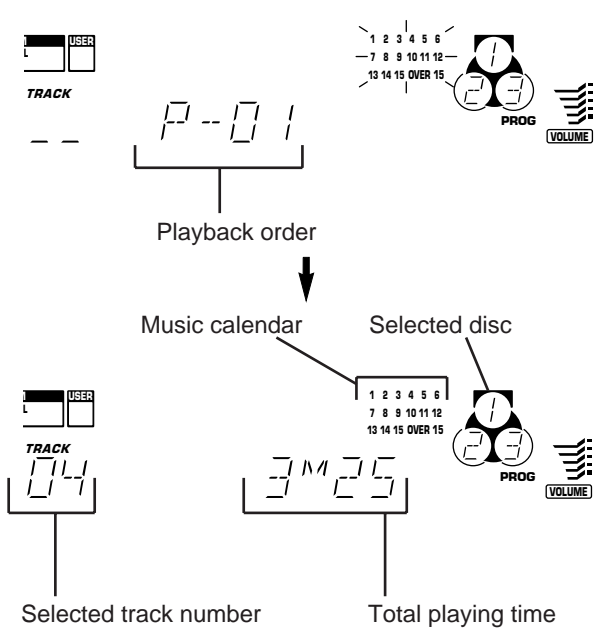 USER
L
1 2 3 4 5 6
7 8 9 10 11 12
13 14 15 OVER 15
1
2 3
TRACK
PROG
VOLUME
_ _
P--01
Playback order
Music calendar
Selected disc
USER
L
1 2 3 4 5 6
7 8 9 10 11 12
13 14 15 OVER 15
1
2 3
TRACK
PROG
VOLUME
04
3M25
Selected track number
Total playing time